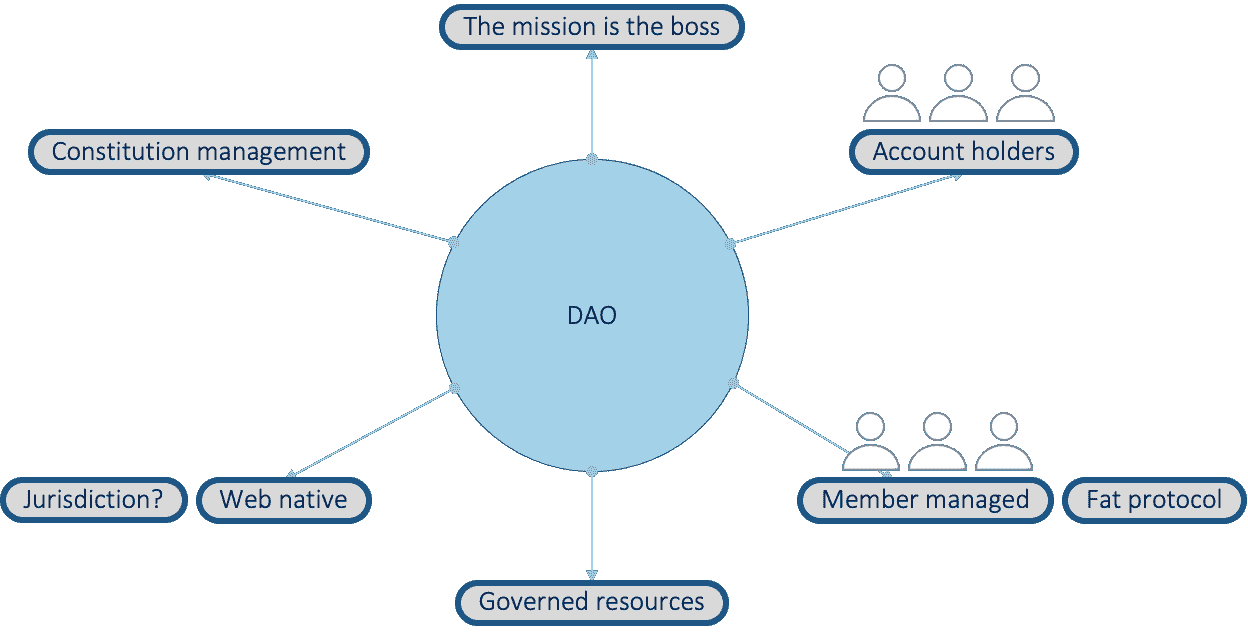 The mission is the boss
Constitution management
Account holders
DAO
Jurisdiction?
Web native
Member managed
Fat protocol
Governed resources